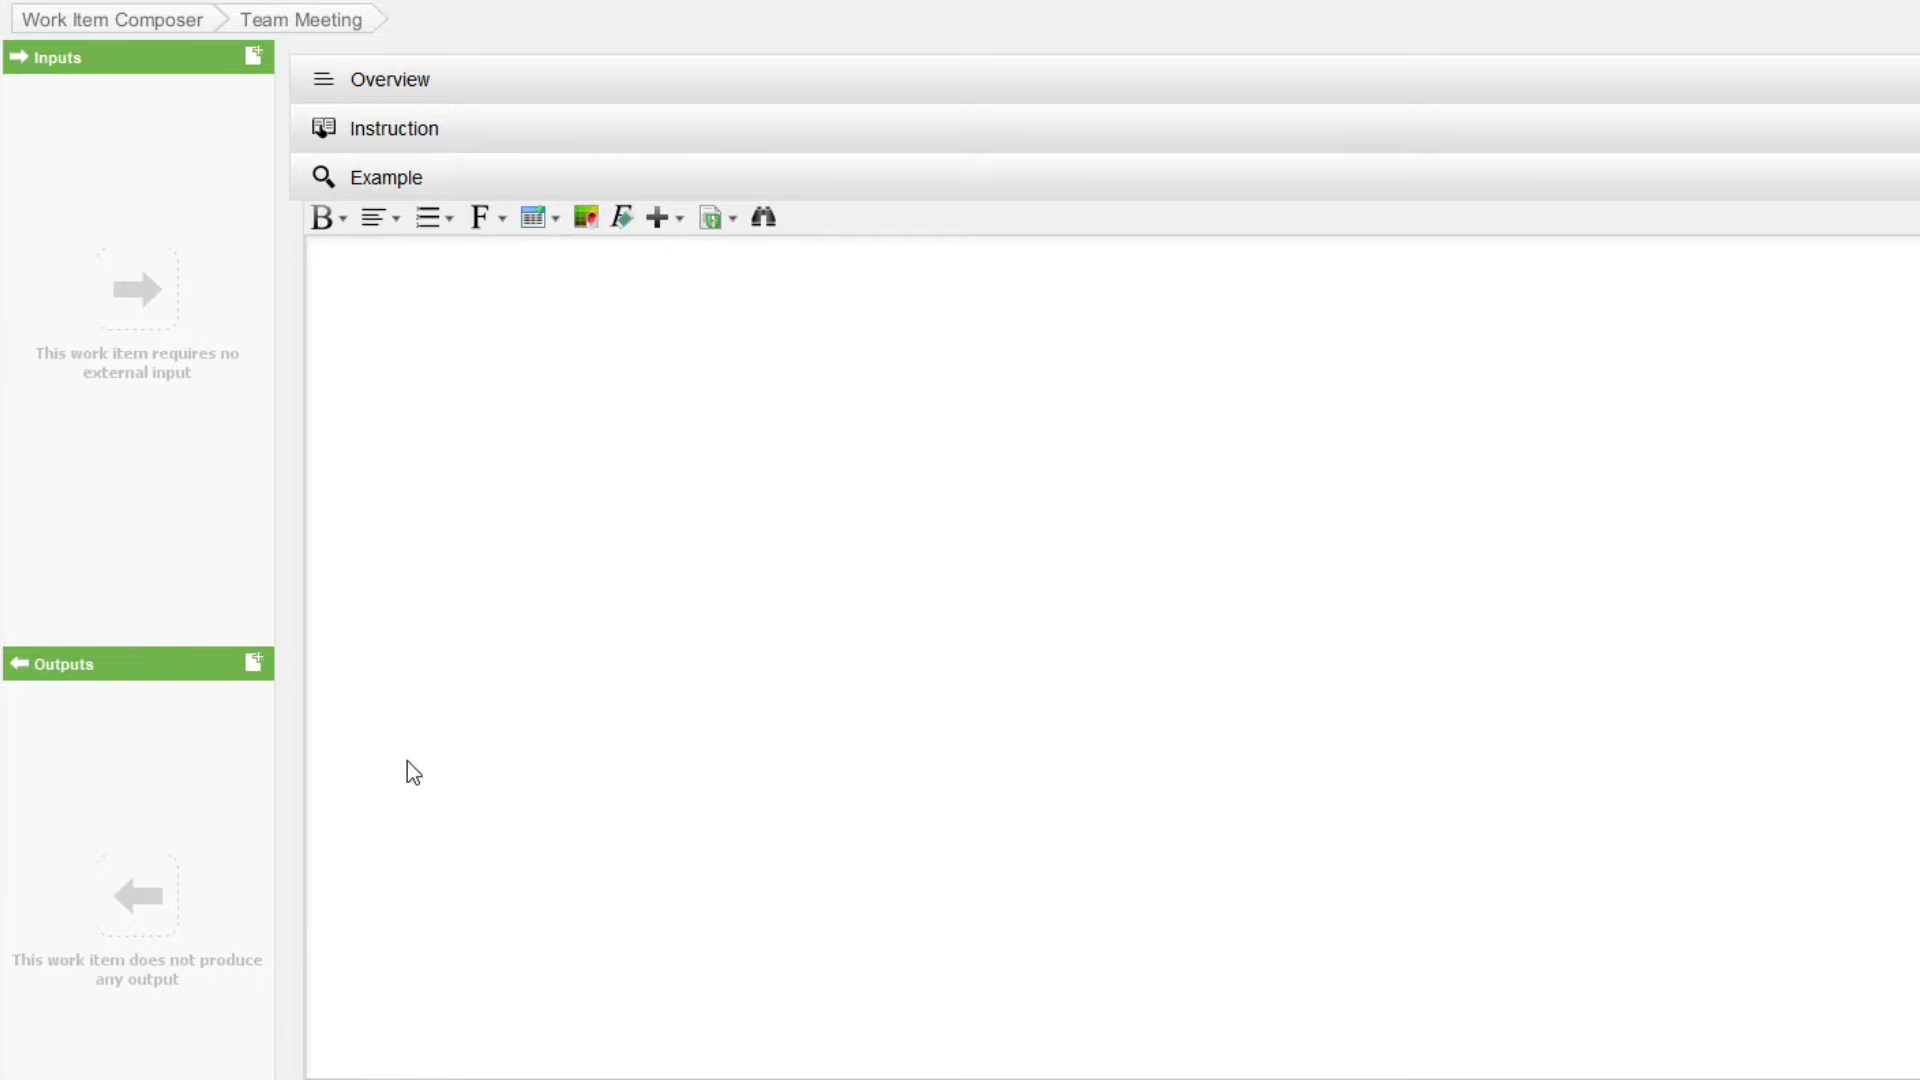 Work Item Composer
Team Meeting
Inputs
This work item requires no
external input
Outputs
This work item does not produce
any output
Overview
Instruction
Example
B
F
F